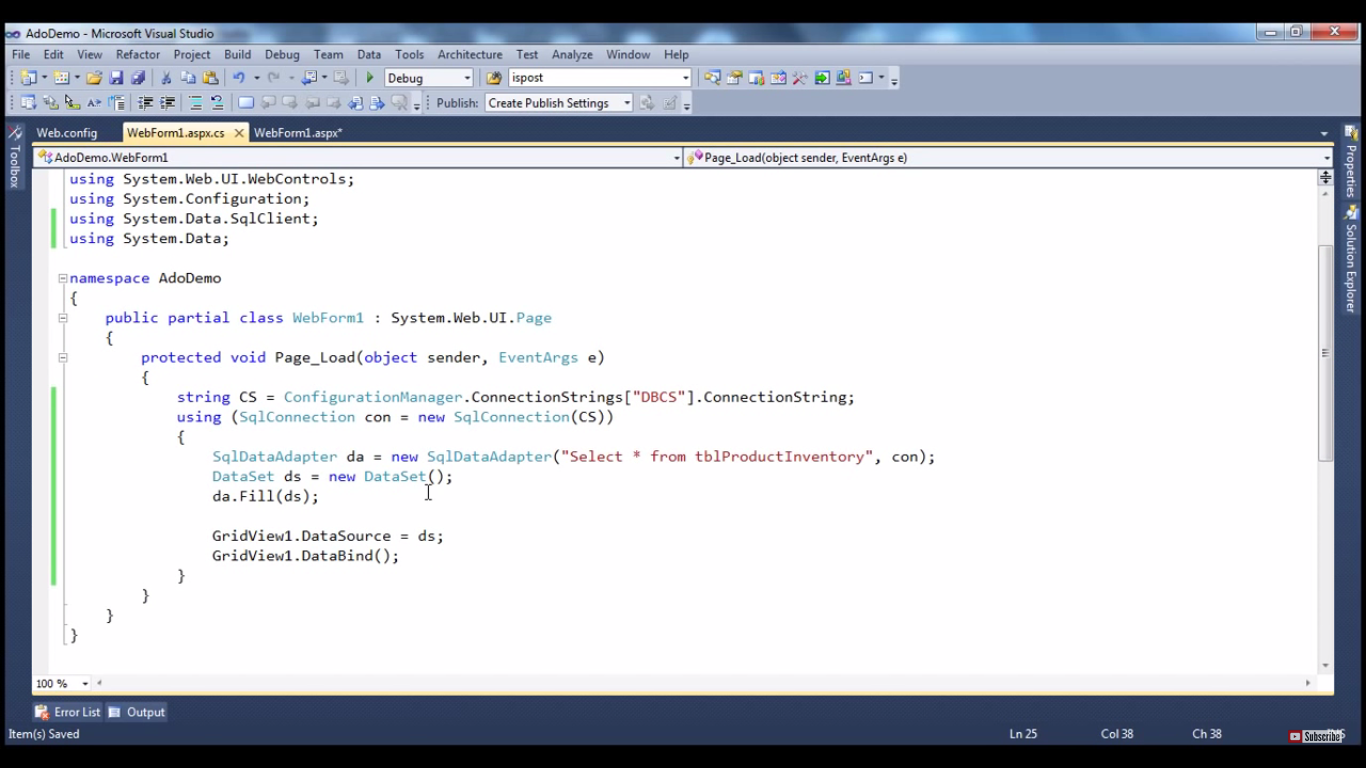 AdoDemo - Microsoft Visual Studio
File Edit View Refactor Project Build Debug Team Data Tools Architecture Test Analyze Window Help
Debug ispost
Publish: Create Publish Settings
Web.config WebForm1.aspx.cs WebForm1.aspx*
AdoDemo.WebForm1 Page_Load(object sender, EventArgs e)
Toolbox
Properties
Solution Explorer
using System.Web.UI.WebControls;
using System.Configuration;
using System.Data.SqlClient;
using System.Data;
namespace AdoDemo
{
public partial class WebForm1 : System.Web.UI.Page
{
protected void Page_Load(object sender, EventArgs e)
{
string CS = ConfigurationManager.ConnectionStrings["DBCS"].ConnectionString;
using (SqlConnection con = new SqlConnection(CS))
{
SqlDataAdapter da = new SqlDataAdapter("Select * from tblProductInventory", con);
DataSet ds = new DataSet();
da.Fill(ds);
GridView1.DataSource = ds;
GridView1.DataBind();
}
}
}
}
100 %
Error List Output
Item(s) Saved Ln 25 Col 38 Ch 38 Subscribe